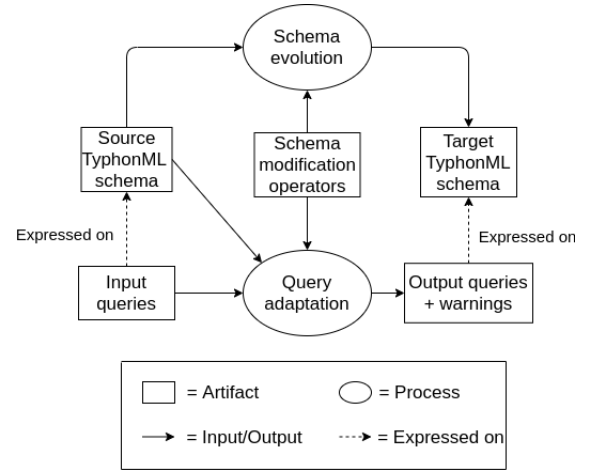 Schema
evolution
Source
TyphonML
schema
Schema
modification
operators
Target
TyphonML
schema
Expressed on
Expressed on
Input
queries
Query
adaptation
Output queries
+ warnings
= Artifact
= Process
= Input/Output
= Expressed on